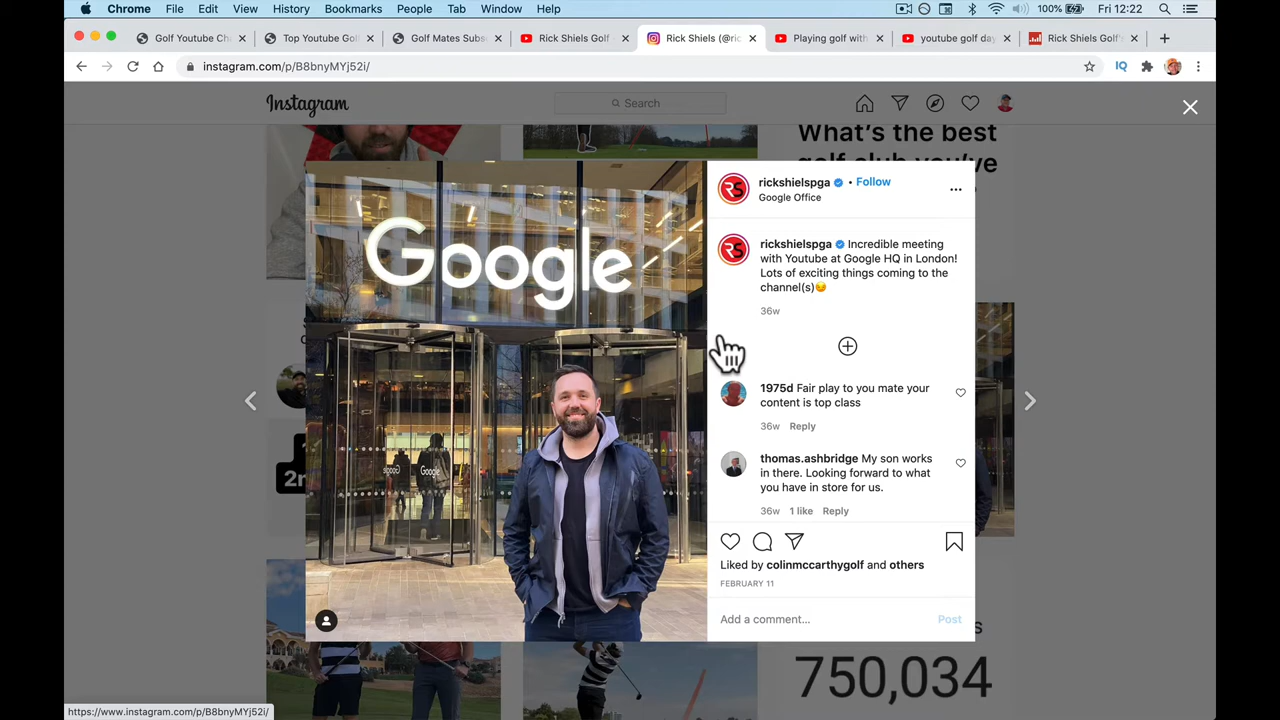 Chrome File Edit View History Bookmarks People Tab Window Help 100% Fri 12:22
Golf Youtube Cha
Top Youtube Gol
Golf Mates Subs
Rick Shiels Golf
Rick Shiels (@ric
Playing golf with
youtube golf day
Rick Shiels Golf's
instagram.com/p/B8bnyMYj52i/
IQ
Instagram
Search
What's the best
golf club you've
Google
Google
RS
rickshielspga • Follow
Google Office
RS
rickshielspga Incredible meeting
with Youtube at Google HQ in London!
Lots of exciting things coming to the
channel(s)😏
36w
1975d Fair play to you mate your
content is top class
36w Reply
thomas.ashbridge My son works
in there. Looking forward to what
you have in store for us.
36w 1 like Reply
Liked by colinmccarthygolf and others
FEBRUARY 11
Add a comment... Post
750,034
https://www.instagram.com/p/B8bnyMYj52i/